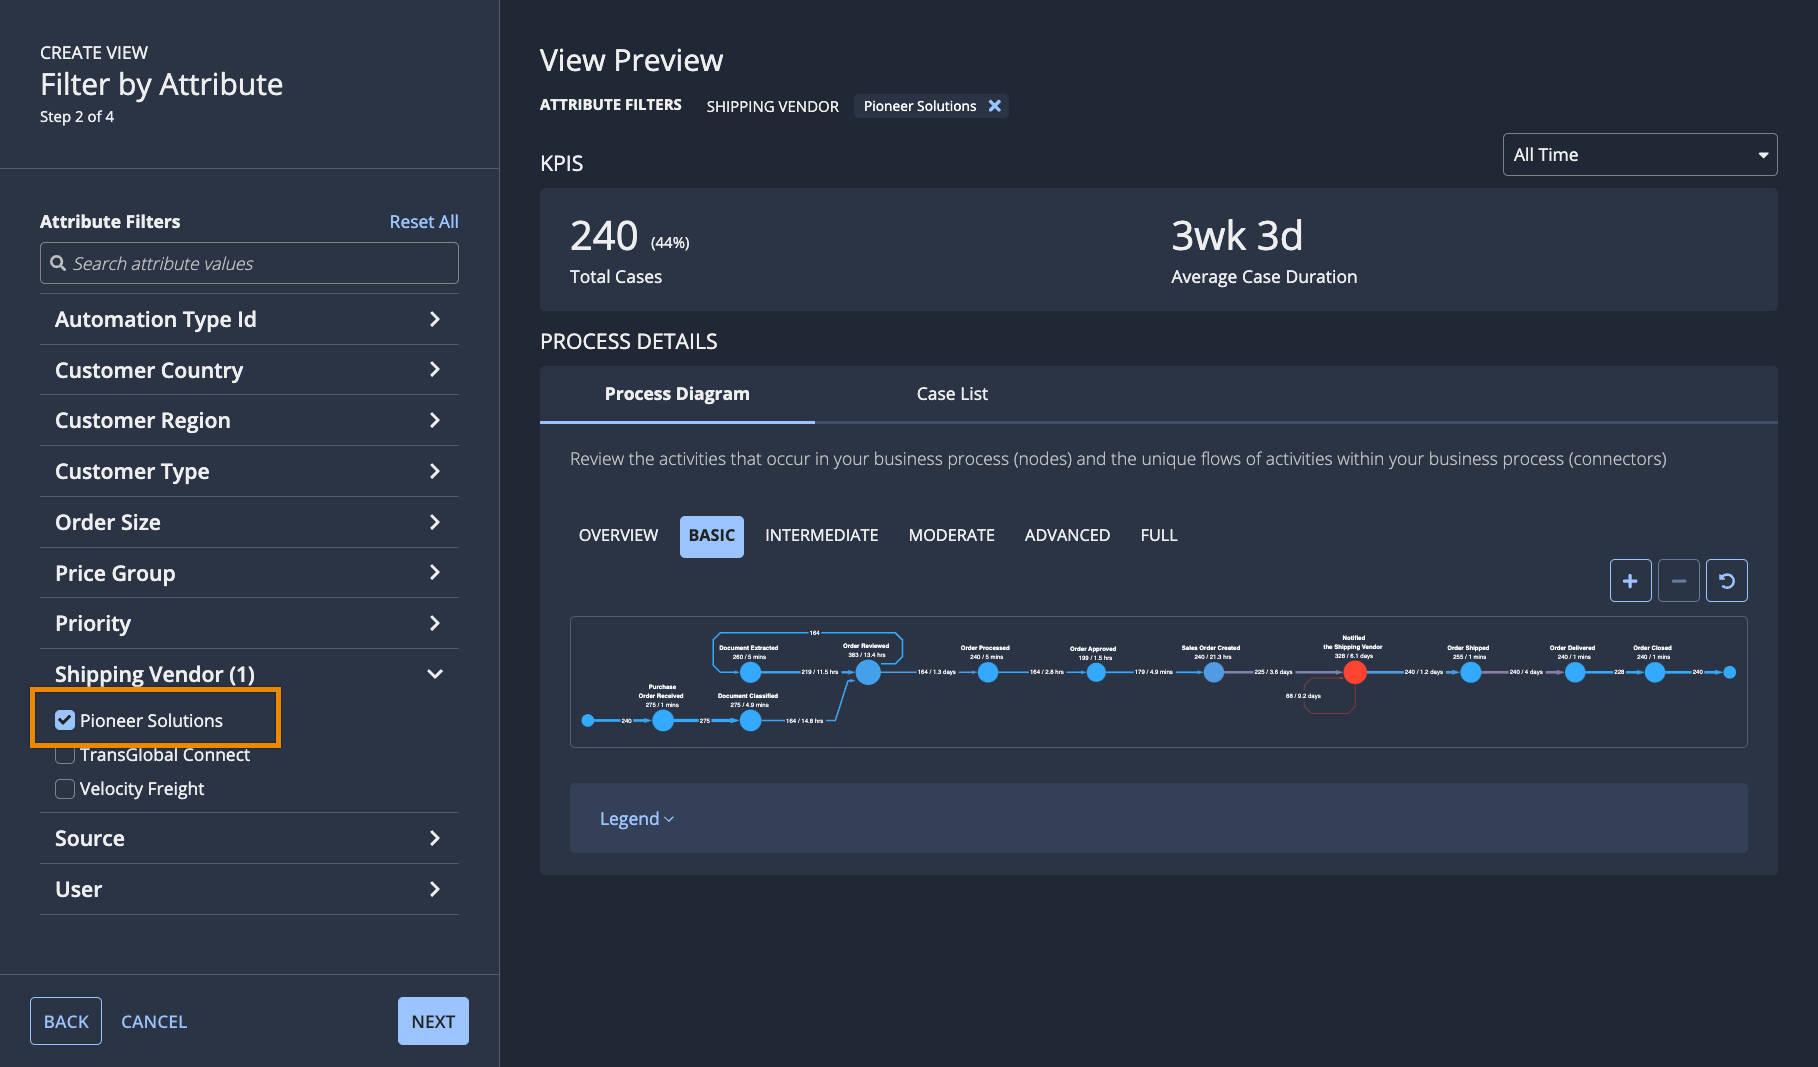 CREATE VIEW
Filter by Attribute
Step 2 of 4
Attribute Filters
Reset All
Search attribute values
Automation Type Id
Customer Country
Customer Region
Customer Type
Order Size
Price Group
Priority
Shipping Vendor (1)
Pioneer Solutions
TransGlobal Connect
Velocity Freight
Source
User
BACK
CANCEL
NEXT
View Preview
ATTRIBUTE FILTERS SHIPPING VENDOR Pioneer Solutions
KPIS
All Time
240 (44%)
Total Cases
3wk 3d
Average Case Duration
PROCESS DETAILS
Process Diagram
Case List
Review the activities that occur in your business process (nodes) and the unique flows of activities within your business process (connectors)
OVERVIEW BASIC INTERMEDIATE MODERATE ADVANCED FULL
164
Document Extracted
260 / 5 mins
219 / 11.5 hrs
Order Reviewed
383 / 13.4 hrs
164 / 1.3 days
Order Processed
240 / 5 mins
164 / 2.8 hrs
Order Approved
199 / 1.5 hrs
179 / 4.9 mins
Sales Order Created
240 / 21.3 hrs
225 / 3.6 days
Notified
the Shipping Vendor
328 / 6.1 days
88 / 9.2 days
240 / 1.2 days
Order Shipped
255 / 1 mins
240 / 4 days
Order Delivered
240 / 1 mins
228
Order Closed
240 / 1 mins
240
240
Purchase
Order Received
275 / 1 mins
275
Document Classified
275 / 4.9 mins
164 / 14.8 hrs
Legend